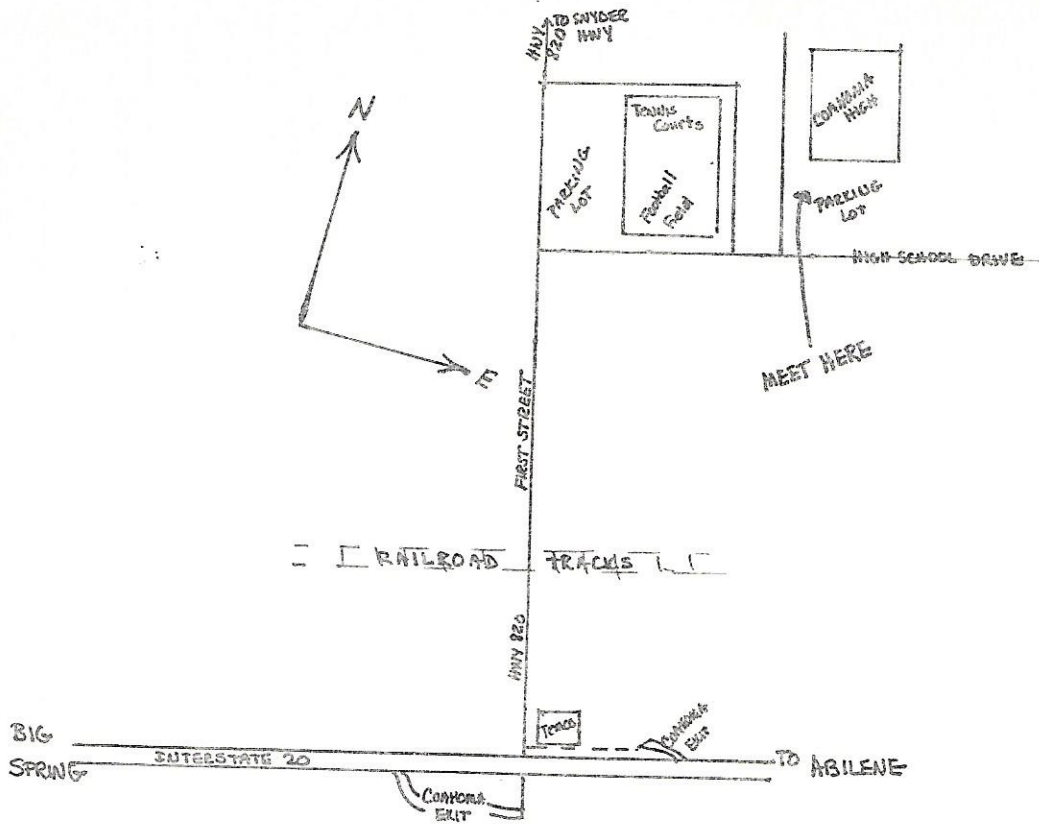 TO SNYDER
HWY
HWY
820
N
E
TENNIS
COURTS
Football
Field
PARKING
LOT
COAHOMA
HIGH
PARKING
LOT
HIGH SCHOOL DRIVE
MEET HERE
FIRST STREET
RAILROAD TRACKS
HWY 820
Texaco
COAHOMA
EXIT
BIG
SPRING
INTERSTATE 20
TO ABILENE
COAHOMA
EXIT